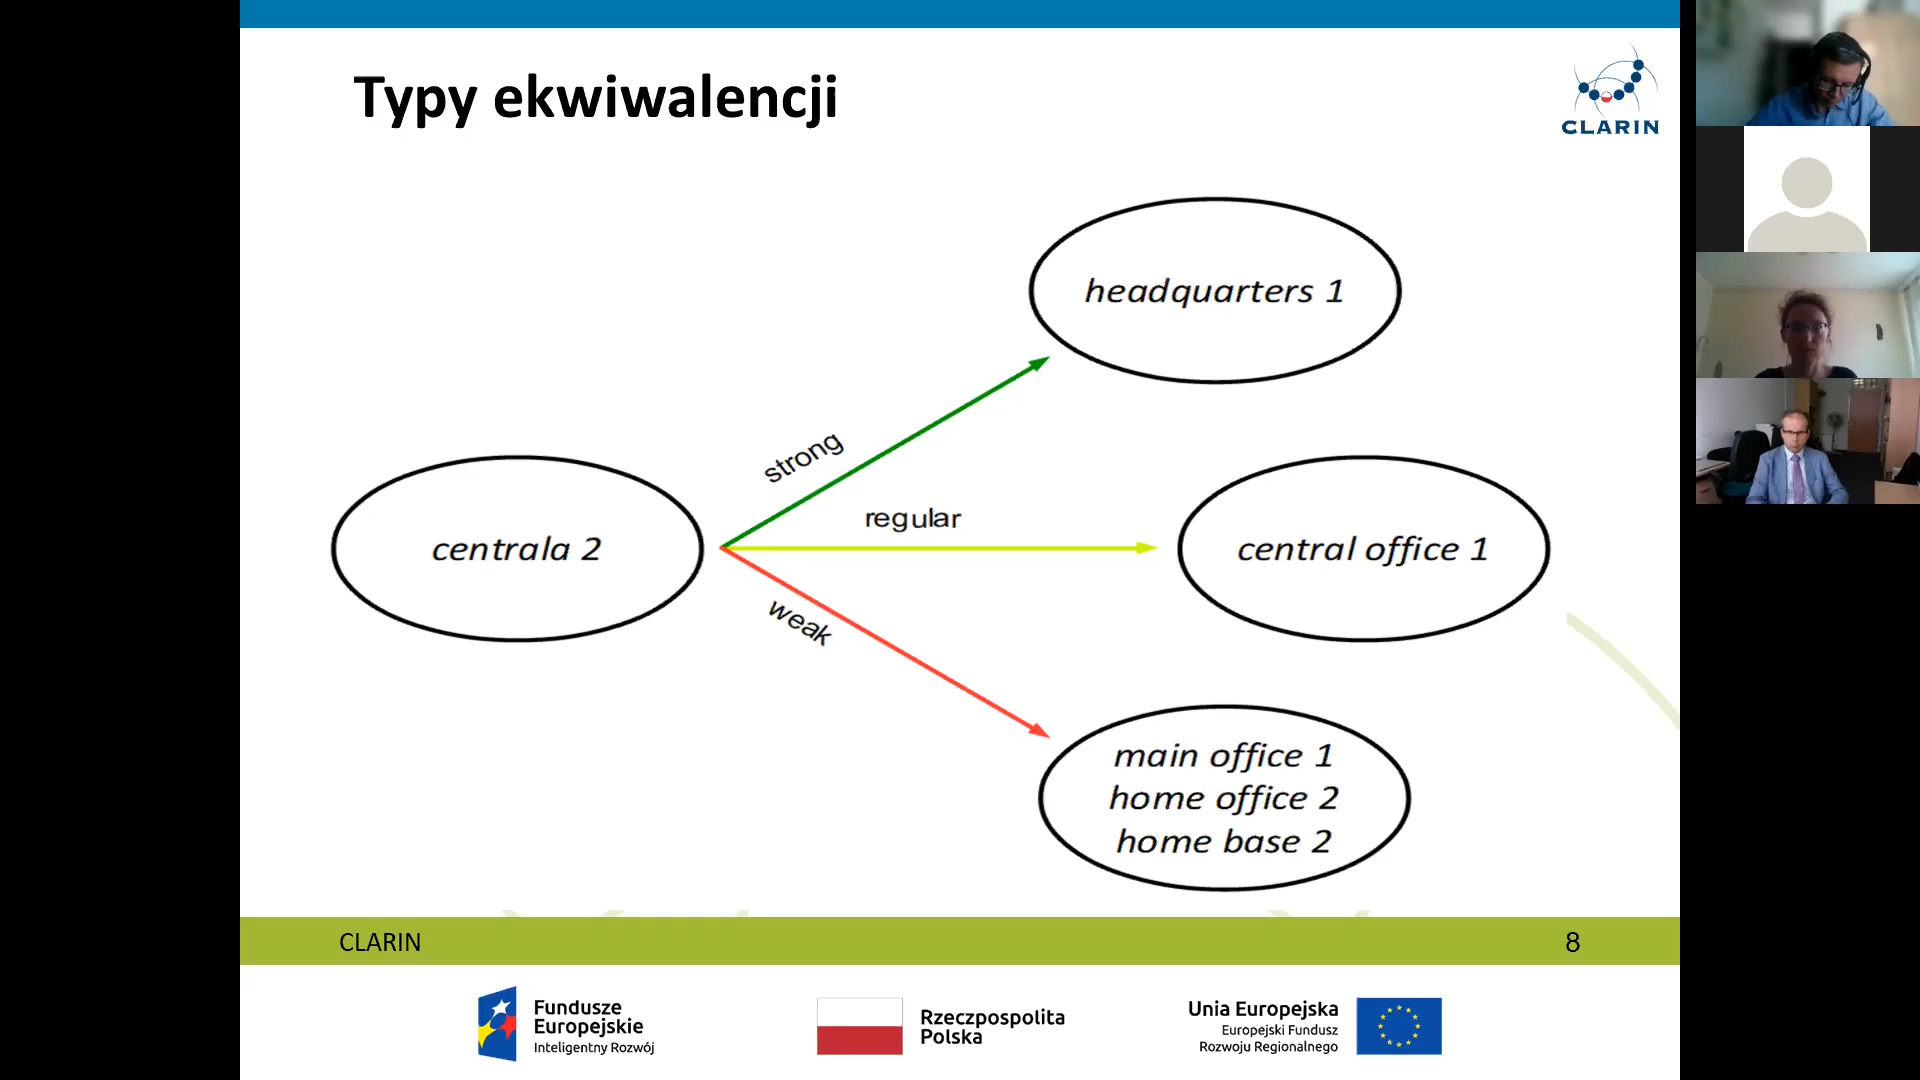 Typy ekwiwalencji
CLARIN
headquarters 1
strong
regular
centrala 2
central office 1
weak
main office 1
home office 2
home base 2
CLARIN
8
Fundusze
Europejskie
Inteligentny Rozwój
Rzeczpospolita
Polska
Unia Europejska
Europejski Fundusz
Rozwoju Regionalnego